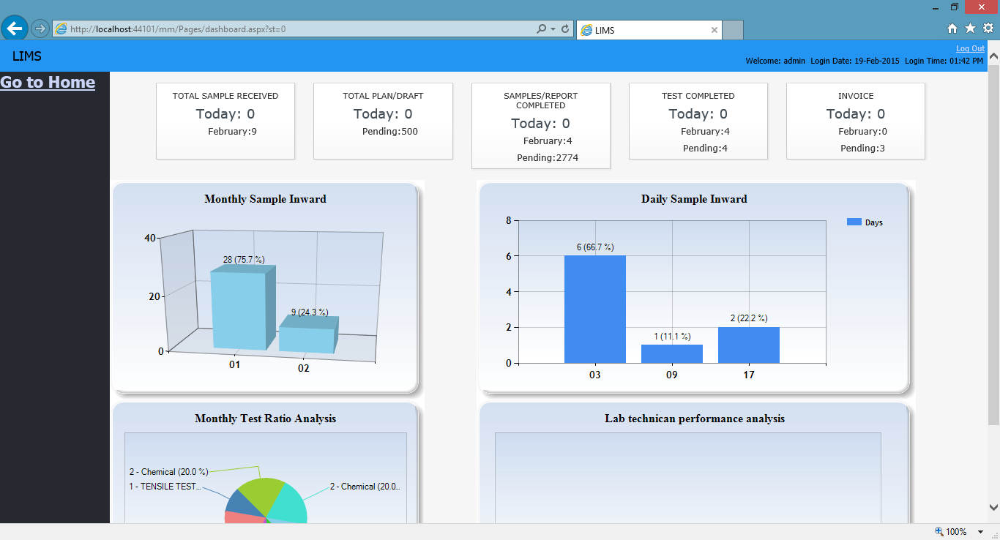 http://localhost:44101/mm/Pages/dashboard.aspx?st=0
LIMS
LIMS
Log Out
Welcome: admin Login Date: 19-Feb-2015 Login Time: 01:42 PM
Go to Home
TOTAL SAMPLE RECEIVED
Today: 0
February:9
TOTAL PLAN/DRAFT
Today: 0
Pending:500
SAMPLES/REPORT
COMPLETED
Today: 0
February:4
Pending:2774
TEST COMPLETED
Today: 0
February:4
Pending:4
INVOICE
Today: 0
February:0
Pending:3
Monthly Sample Inward
40
20
0
28 (75.7 %)
9 (24.3 %)
01
02
Daily Sample Inward
8
6
4
2
0
6 (66.7 %)
1 (11.1 %)
2 (22.2 %)
03
09
17
Days
Monthly Test Ratio Analysis
2 - Chemical (20.0 %)
1 - TENSILE TEST...
2 - Chemical (20.0...
Lab technican performance analysis
100%